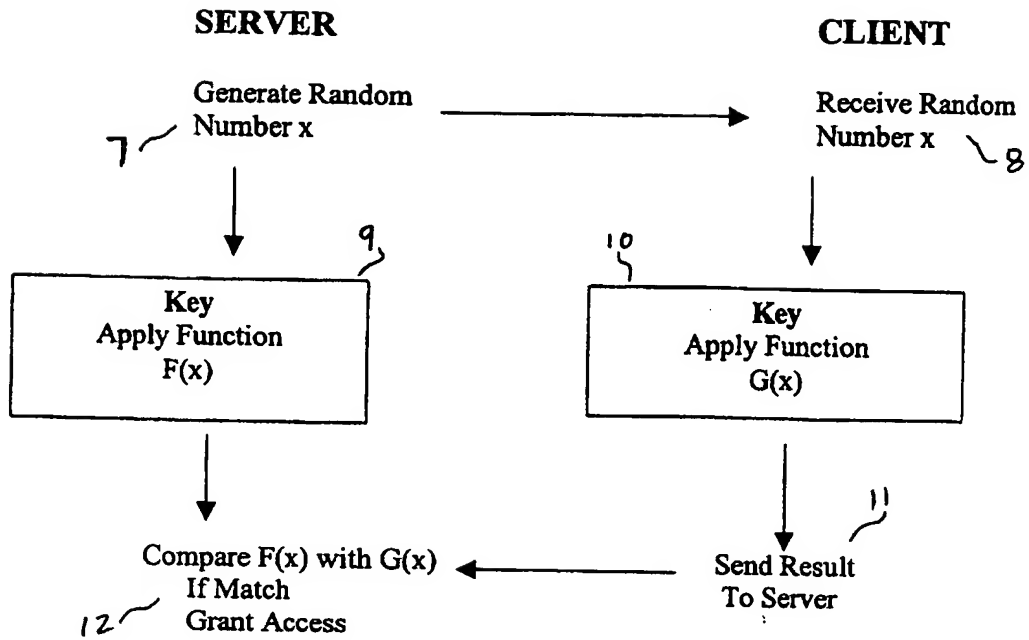 SERVER
CLIENT
Generate Random
Number x
7
Receive Random
Number x
8
9
Key
Apply Function
F(x)
10
Key
Apply Function
G(x)
11
Compare F(x) with G(x)
If Match
Grant Access
12
Send Result
To Server